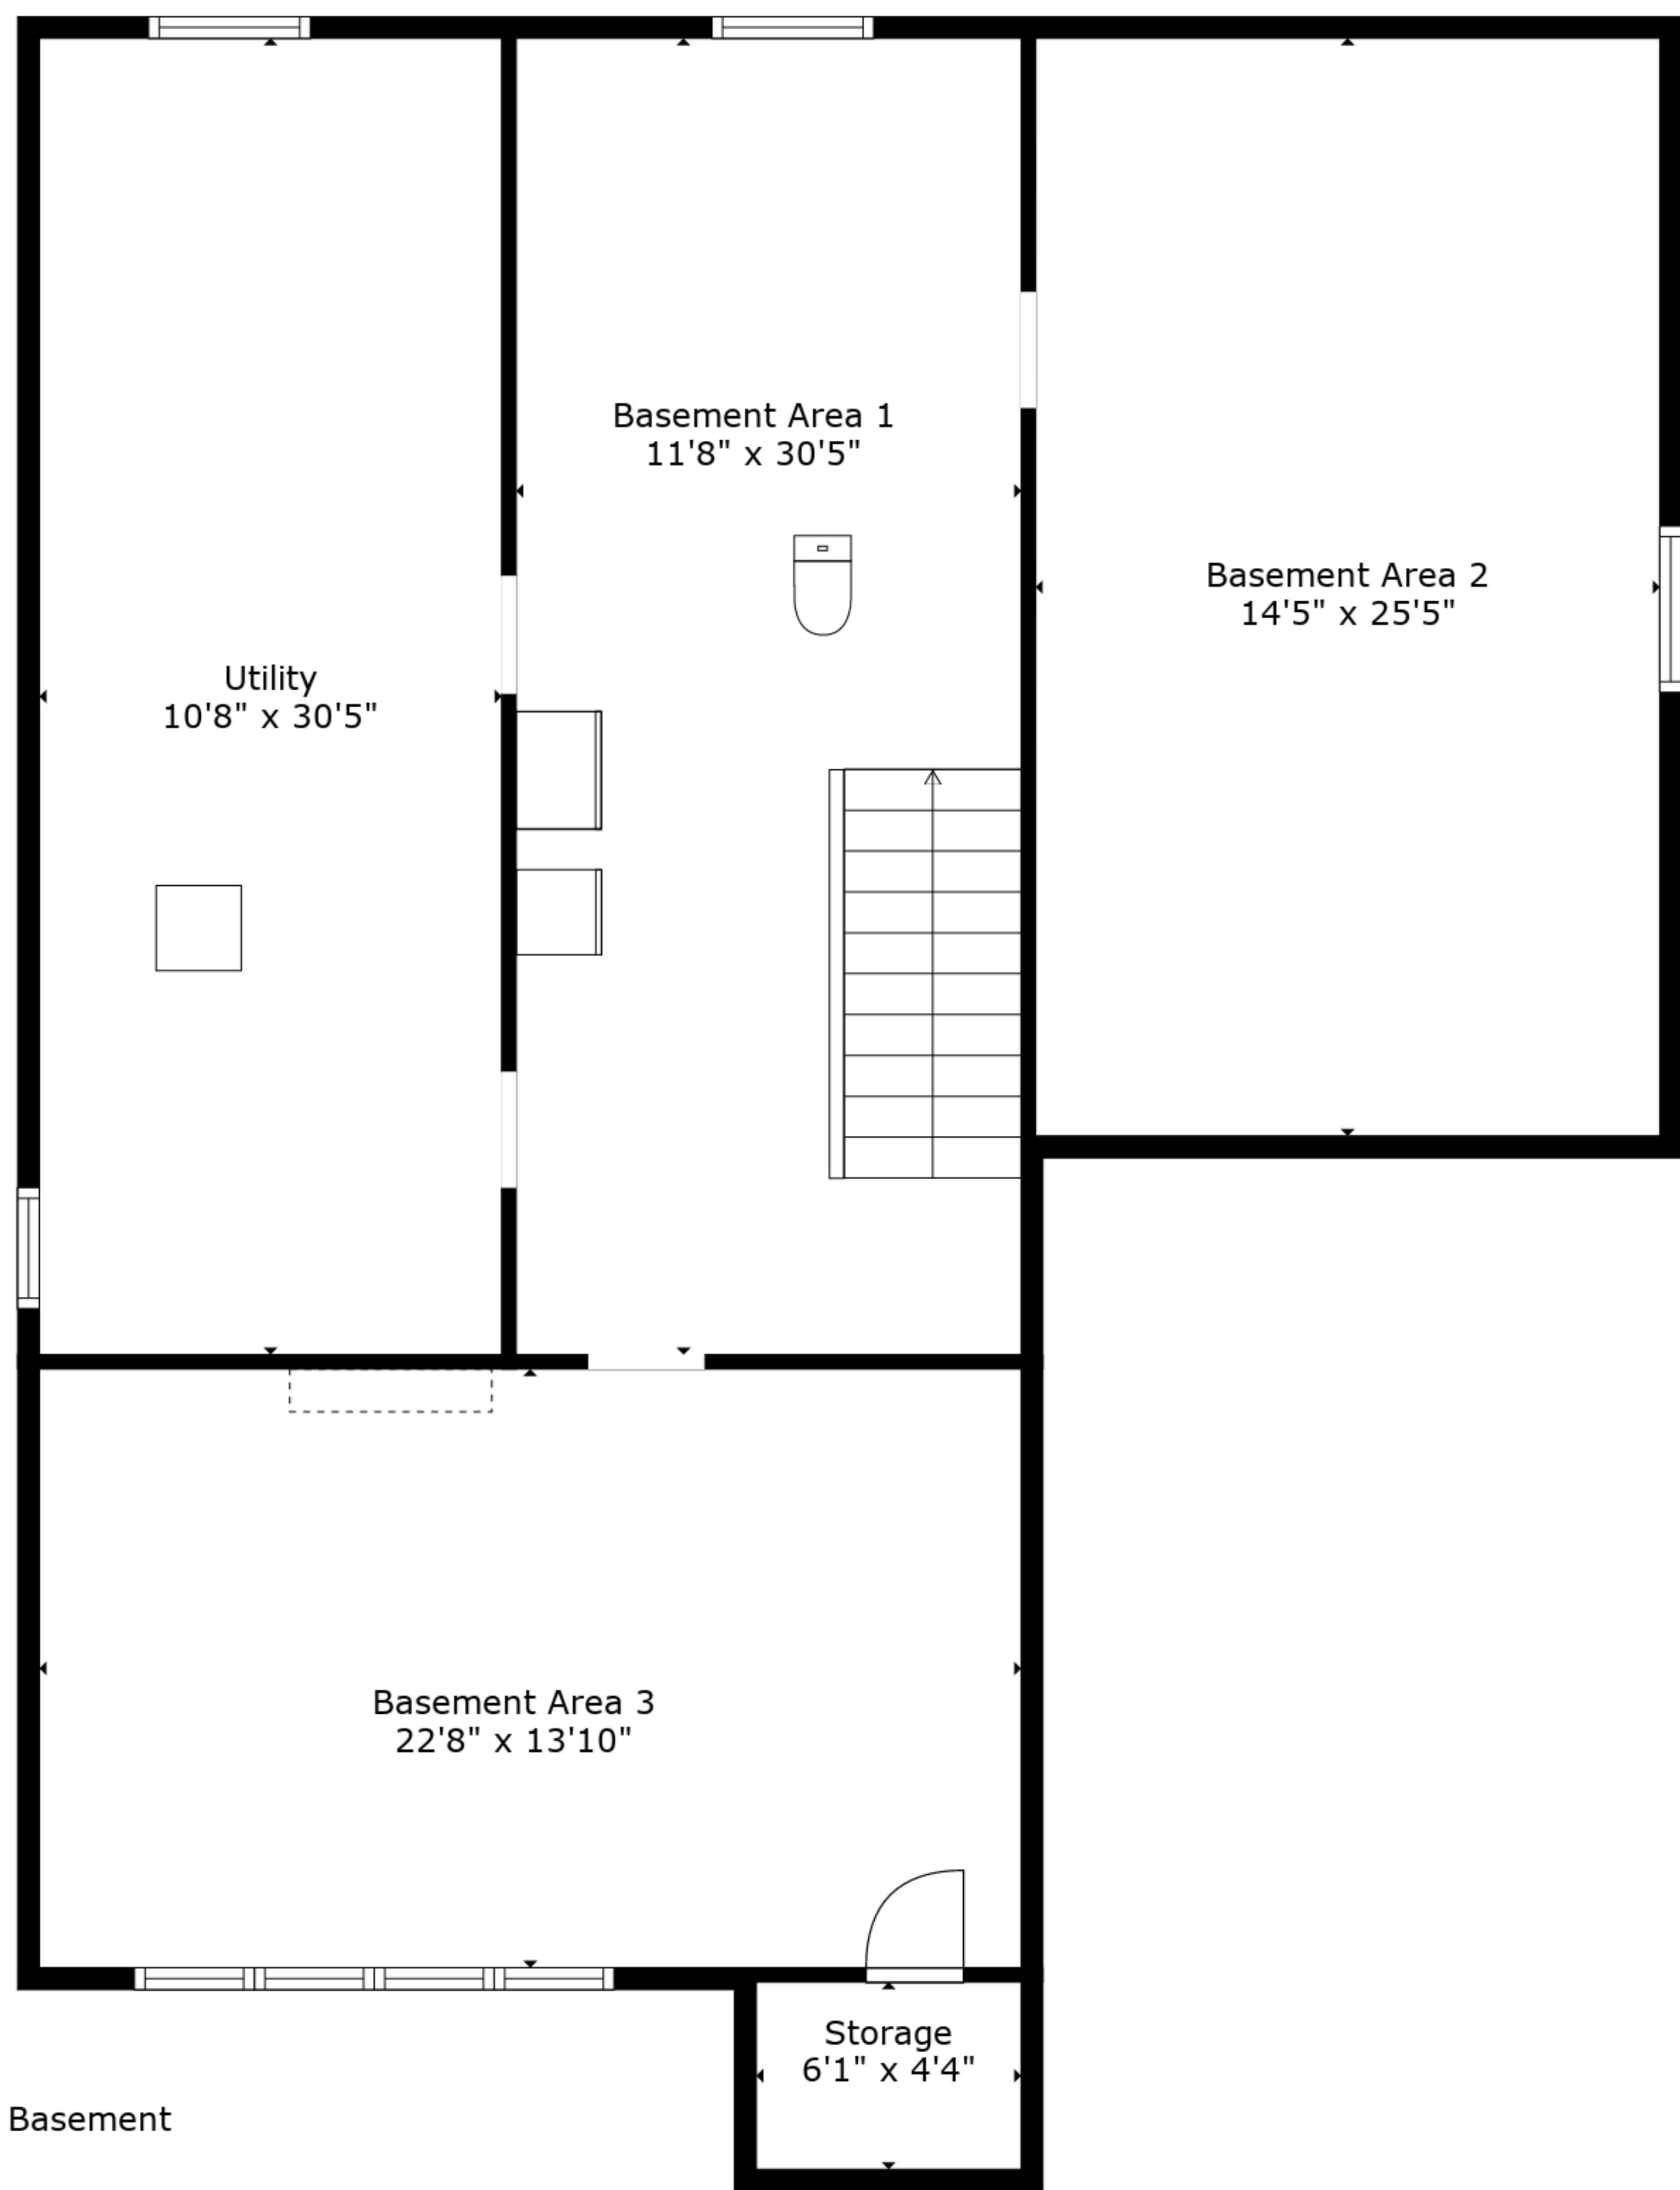 Basement Area 1
11'8" x 30'5"
Basement Area 2
14'5" x 25'5"
Utility
10'8" x 30'5"
Basement Area 3
22'8" x 13'10"
Storage
6'1" x 4'4"
Basement